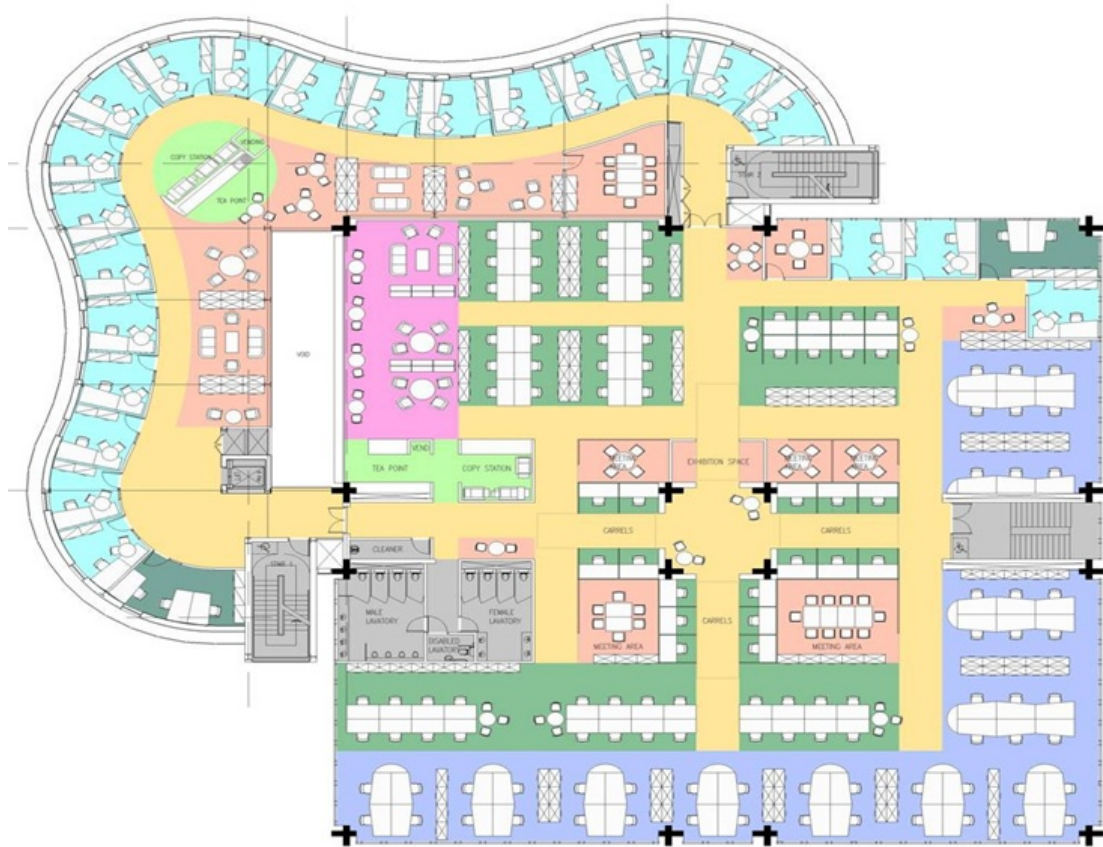 VENDING
COPY STATION
STAIR 2
TEA POINT
VOID
VEND
TEA POINT
COPY STATION
MEETING
AREA
EXHIBITION SPACE
MEETING
AREA
MEETING
AREA
CARRELS
CARRELS
CLEANER
STAIR 1
MALE
LAVATORY
FEMALE
LAVATORY
DISABLED
LAVATORY
CARRELS
MEETING AREA
MEETING AREA